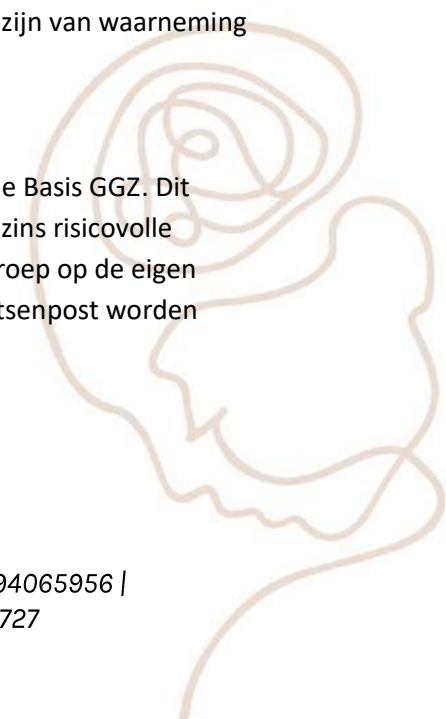 zijn van waarneming
e Basis GGZ. Dit
zins risicovolle
roep op de eigen
tsenpost worden
94065956 |
727